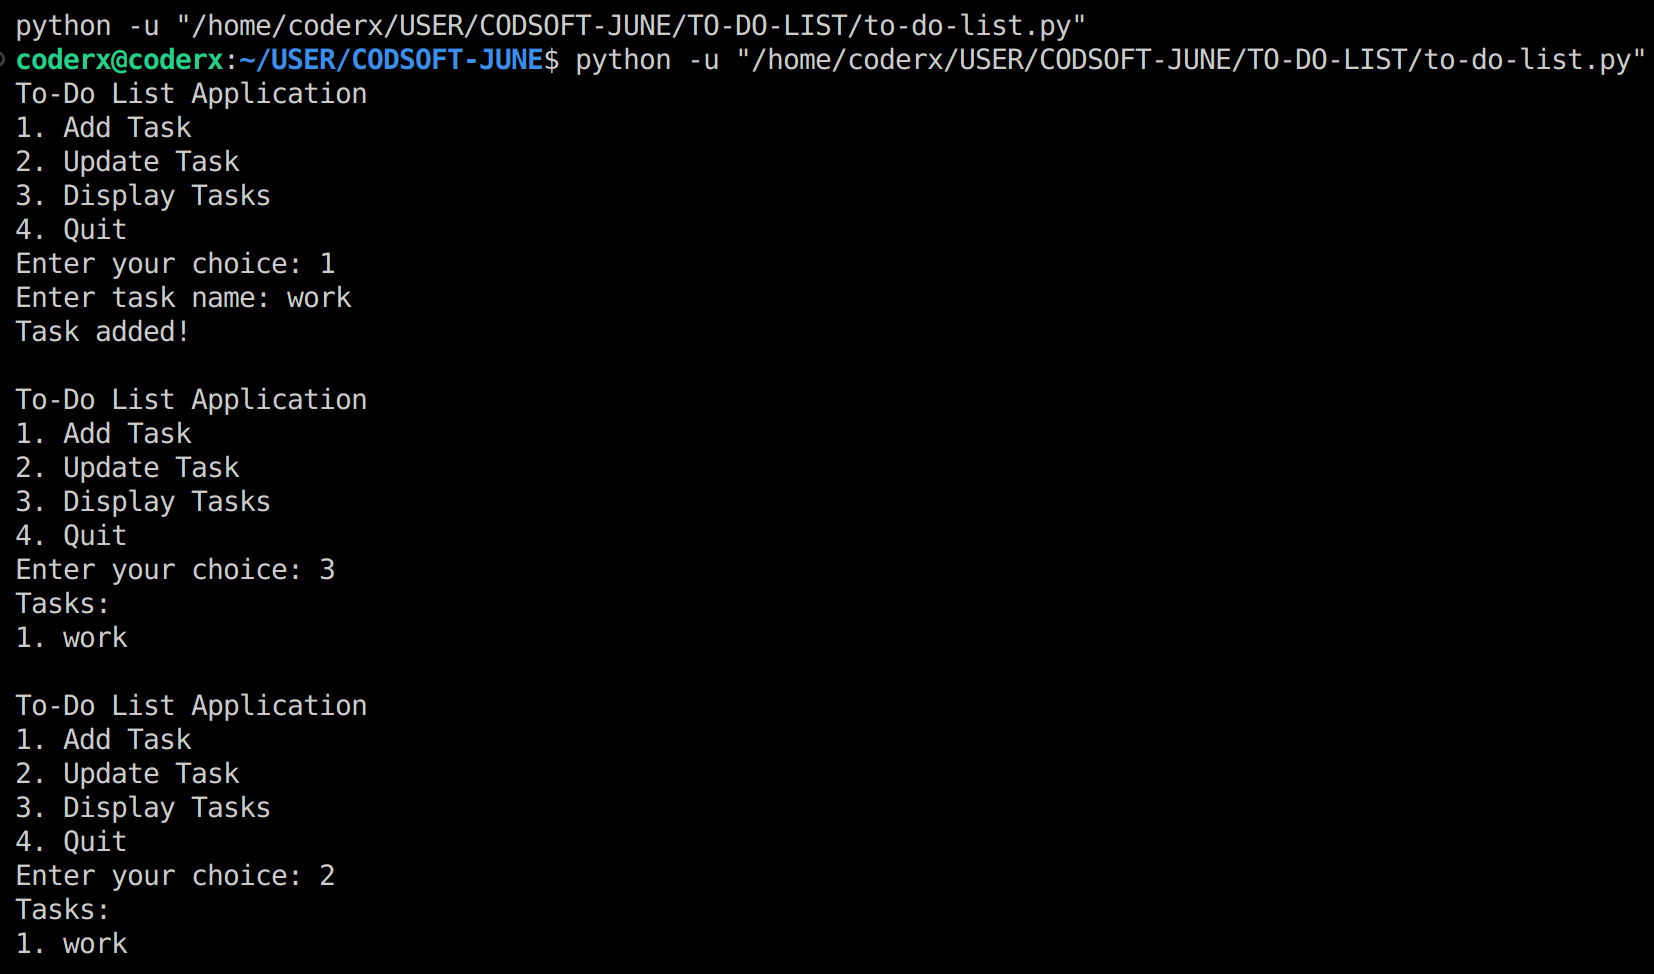 python -u "/home/coderx/USER/CODSOFT-JUNE/TO-DO-LIST/to-do-list.py"
coderx@coderx:~/USER/CODSOFT-JUNE$ python -u "/home/coderx/USER/CODSOFT-JUNE/TO-DO-LIST/to-do-list.py"
To-Do List Application
1. Add Task
2. Update Task
3. Display Tasks
4. Quit
Enter your choice: 1
Enter task name: work
Task added!

To-Do List Application
1. Add Task
2. Update Task
3. Display Tasks
4. Quit
Enter your choice: 3
Tasks:
1. work

To-Do List Application
1. Add Task
2. Update Task
3. Display Tasks
4. Quit
Enter your choice: 2
Tasks:
1. work